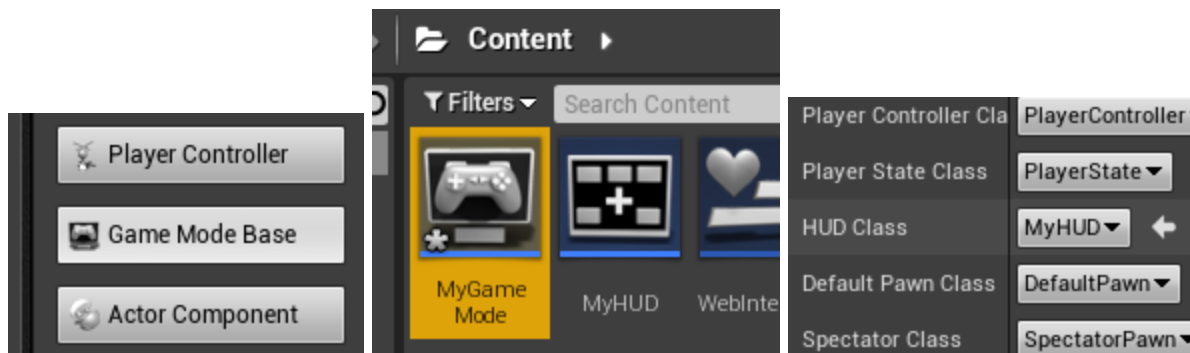 Player Controller
Game Mode Base
Actor Component
Content
Filters
Search Content
MyGame
Mode
MyHUD
WebInte
Player Controller Cla
PlayerController
Player State Class
PlayerState
HUD Class
MyHUD
Default Pawn Class
DefaultPawn
Spectator Class
SpectatorPawn